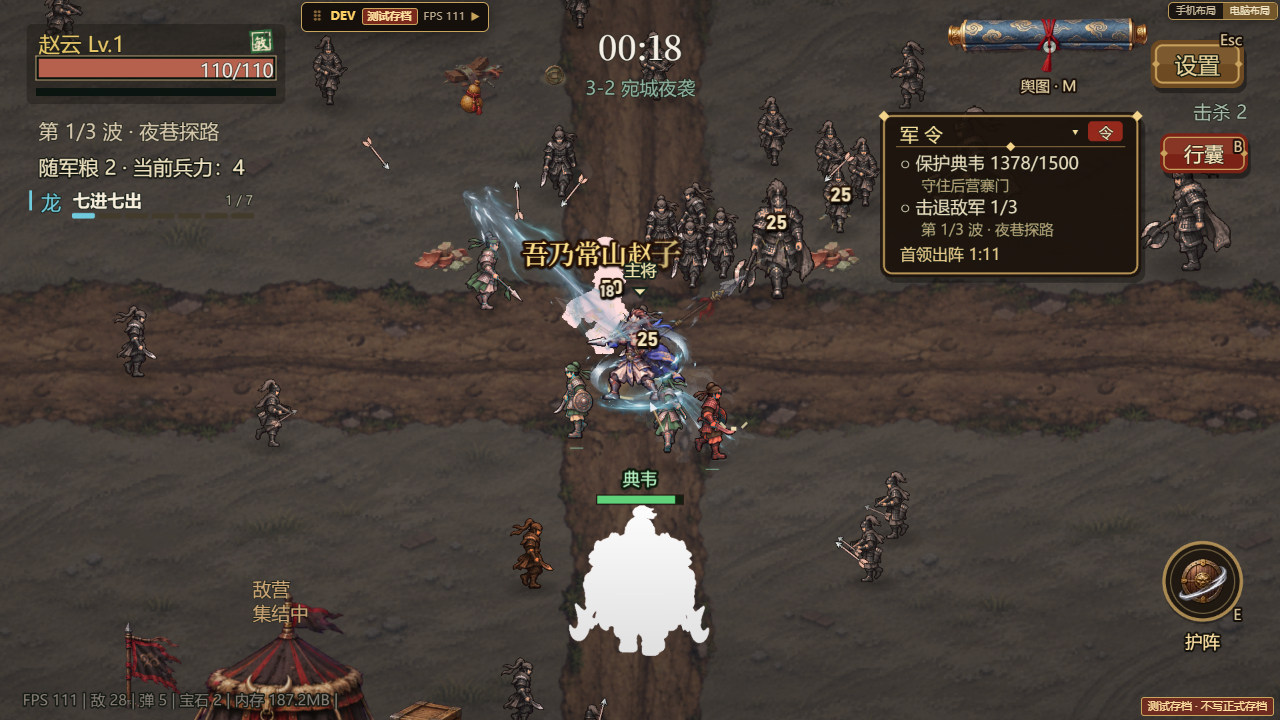 DEV 测试存档 FPS 111
手机布局 电脑布局
赵云 Lv.1
敏
110/110
00:18
3-2 宛城夜袭
舆图 · M
Esc
设置
击杀 2
行囊 B
第 1/3 波 · 夜巷探路
随军粮 2 · 当前兵力: 4
龙 七进七出 1 / 7
军 令
令
保护典韦 1378/1500
守住后营寨门
击退敌军 1/3
第 1/3 波 · 夜巷探路
首领出阵 1:11
25
25
吾乃常山赵子
主将
25
典韦
敌营
集结中
E
护阵
FPS 111 | 敌 28 | 弹 5 | 宝石 2 | 内存 187.2MB |
测试存档 · 不写正式存档